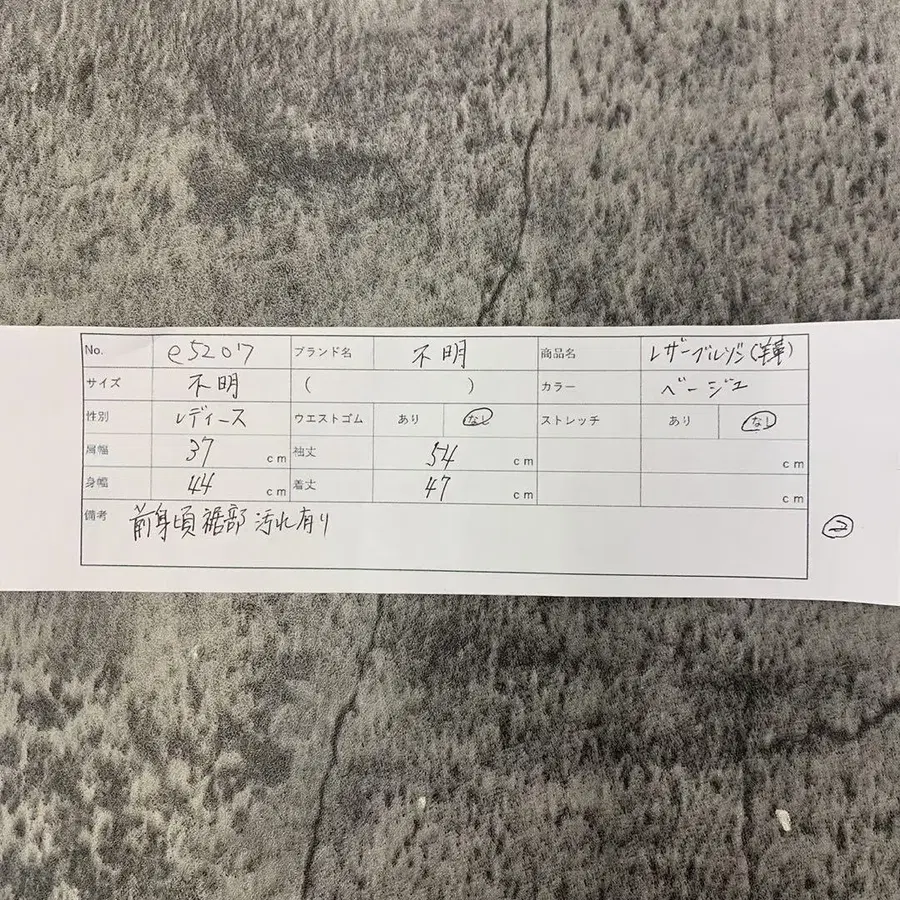 No. e5207 ブランド名 不明 商品名 レザーブルゾン(羊革)
サイズ 不明 ( ) カラー ベージュ
性別 レディース ウエストゴム あり なし ストレッチ あり なし
肩幅 37 cm 袖丈 54 cm cm
身幅 44 cm 着丈 47 cm cm
備考 前身頃 裾部 汚れ有り
②